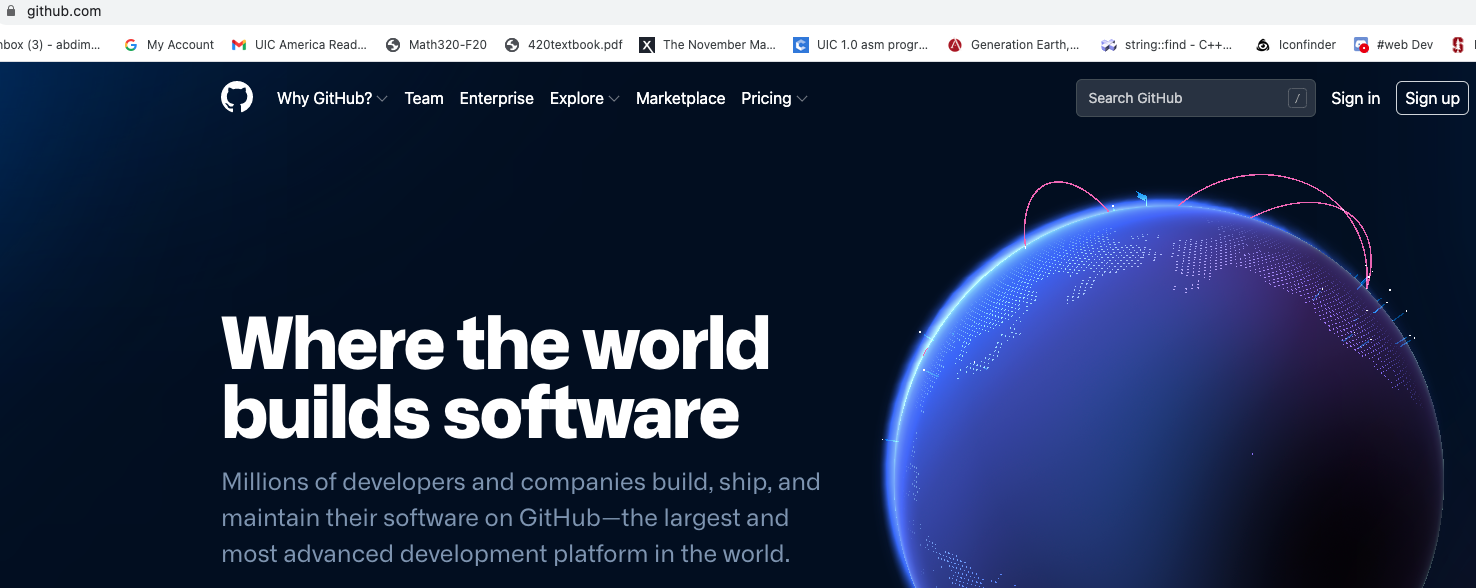 github.com
nbox (3) - abdim... My Account UIC America Read... Math320-F20 420textbook.pdf The November Ma... UIC 1.0 asm progr... Generation Earth,... string::find - C++... Iconfinder #web Dev
Why GitHub? Team Enterprise Explore Marketplace Pricing Search GitHub / Sign in Sign up
Where the world
builds software
Millions of developers and companies build, ship, and
maintain their software on GitHub—the largest and
most advanced development platform in the world.